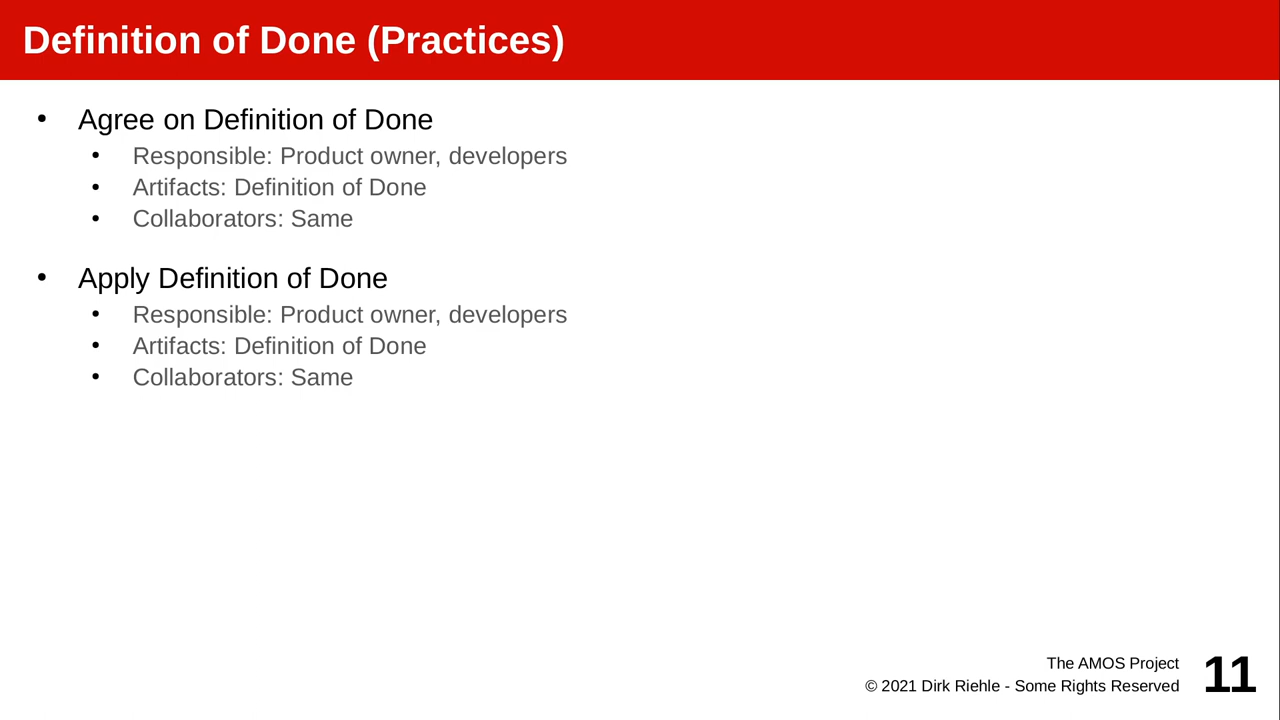 Definition of Done (Practices)
• Agree on Definition of Done
• Responsible: Product owner, developers
• Artifacts: Definition of Done
• Collaborators: Same
• Apply Definition of Done
• Responsible: Product owner, developers
• Artifacts: Definition of Done
• Collaborators: Same
The AMOS Project
© 2021 Dirk Riehle - Some Rights Reserved
11